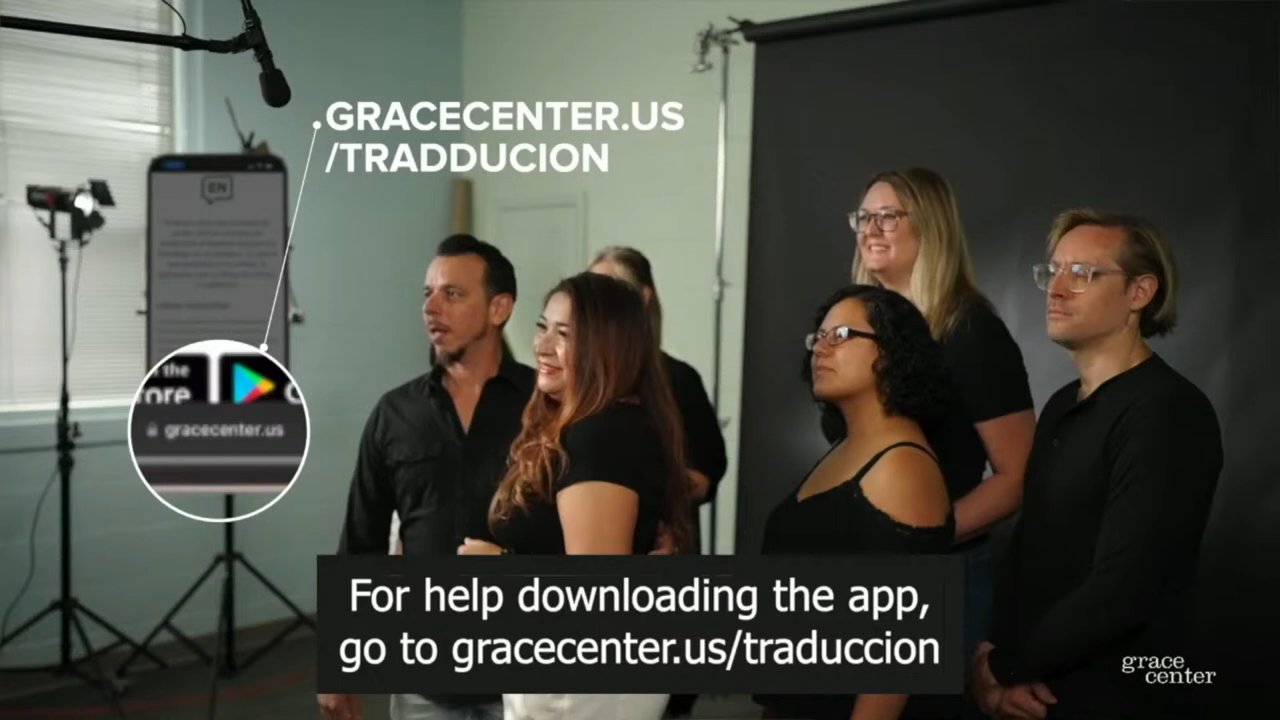 .GRACECENTER.US
/TRADDUCION
EN
the
ore
gracecenter.us
For help downloading the app,
go to gracecenter.us/traduccion
grace
center